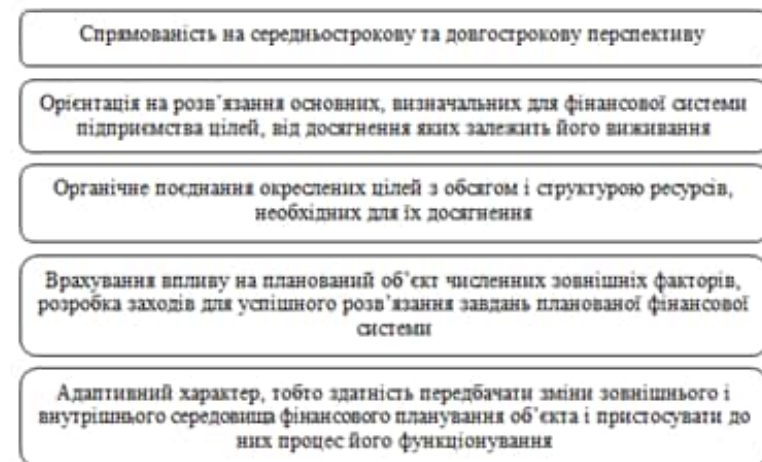 Спрямованість на середньострокову та довгострокову перспективу
Орієнтація на розв'язання основних, визначальних для фінансової системи
підприємства цілей, від досягнення яких залежить його виживання
Органічне поєднання окреслених цілей з обсягом і структурою ресурсів,
необхідних для їх досягнення
Врахування впливу на планований об'єкт численних зовнішніх факторів,
розробка заходів для успішного розв'язання завдань планованої фінансової
системи
Адаптивний характер, тобто здатність передбачати зміни зовнішнього і
внутрішнього середовища фінансового планування об'єкта і пристосувати до
них процес його функціонування